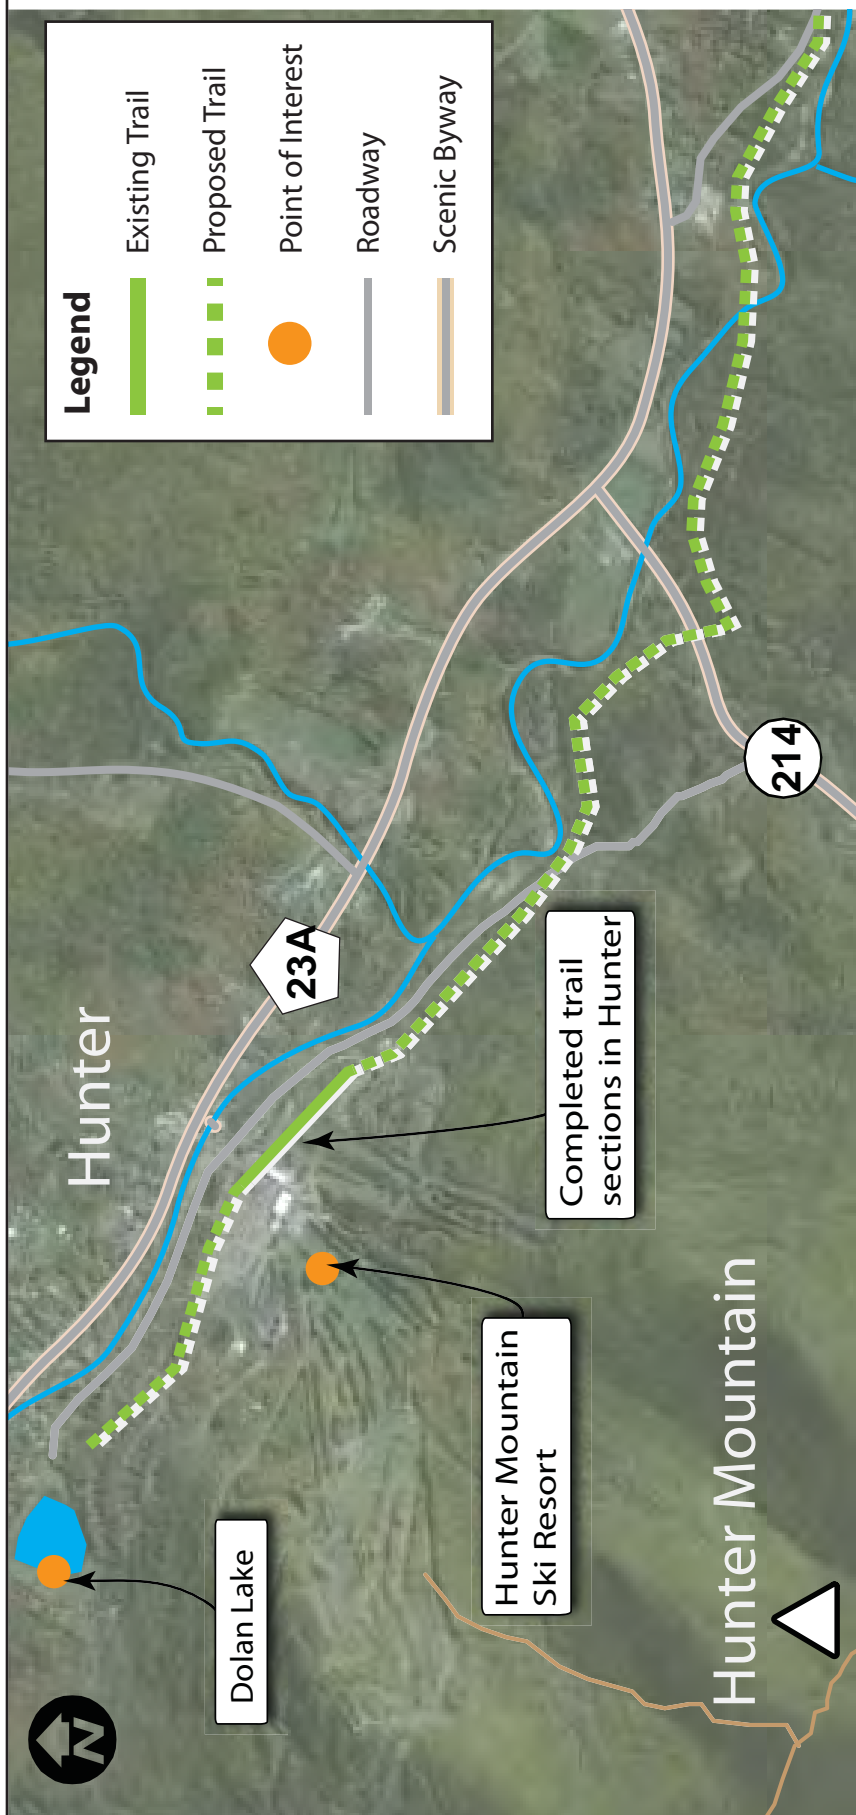 Legend
Existing Trail
Proposed Trail
Point of Interest
Roadway
Scenic Byway
Hunter
23A
214
Completed trail
sections in Hunter
Hunter Mountain
Ski Resort
Dolan Lake
Hunter Mountain
N